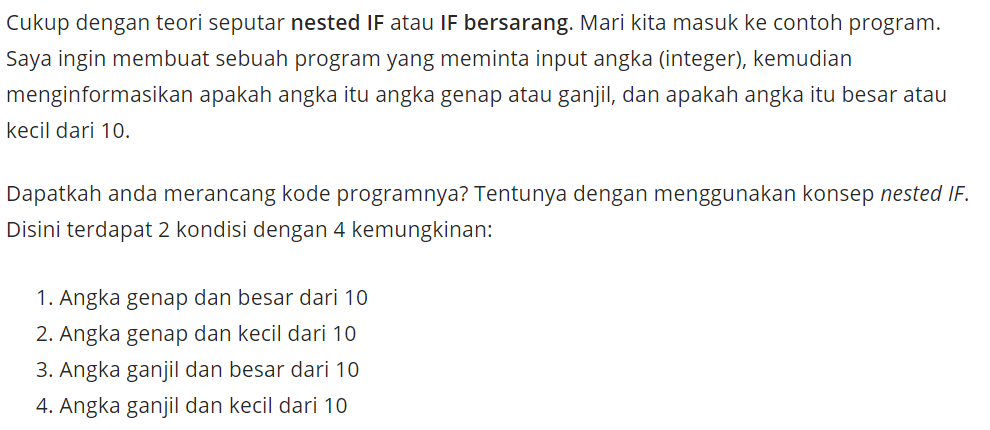 Cukup dengan teori seputar nested IF atau IF bersarang. Mari kita masuk ke contoh program.
Saya ingin membuat sebuah program yang meminta input angka (integer), kemudian
menginformasikan apakah angka itu angka genap atau ganjil, dan apakah angka itu besar atau
kecil dari 10.
Dapatkah anda merancang kode programnya? Tentunya dengan menggunakan konsep nested IF.
Disini terdapat 2 kondisi dengan 4 kemungkinan:
1. Angka genap dan besar dari 10
2. Angka genap dan kecil dari 10
3. Angka ganjil dan besar dari 10
4. Angka ganjil dan kecil dari 10